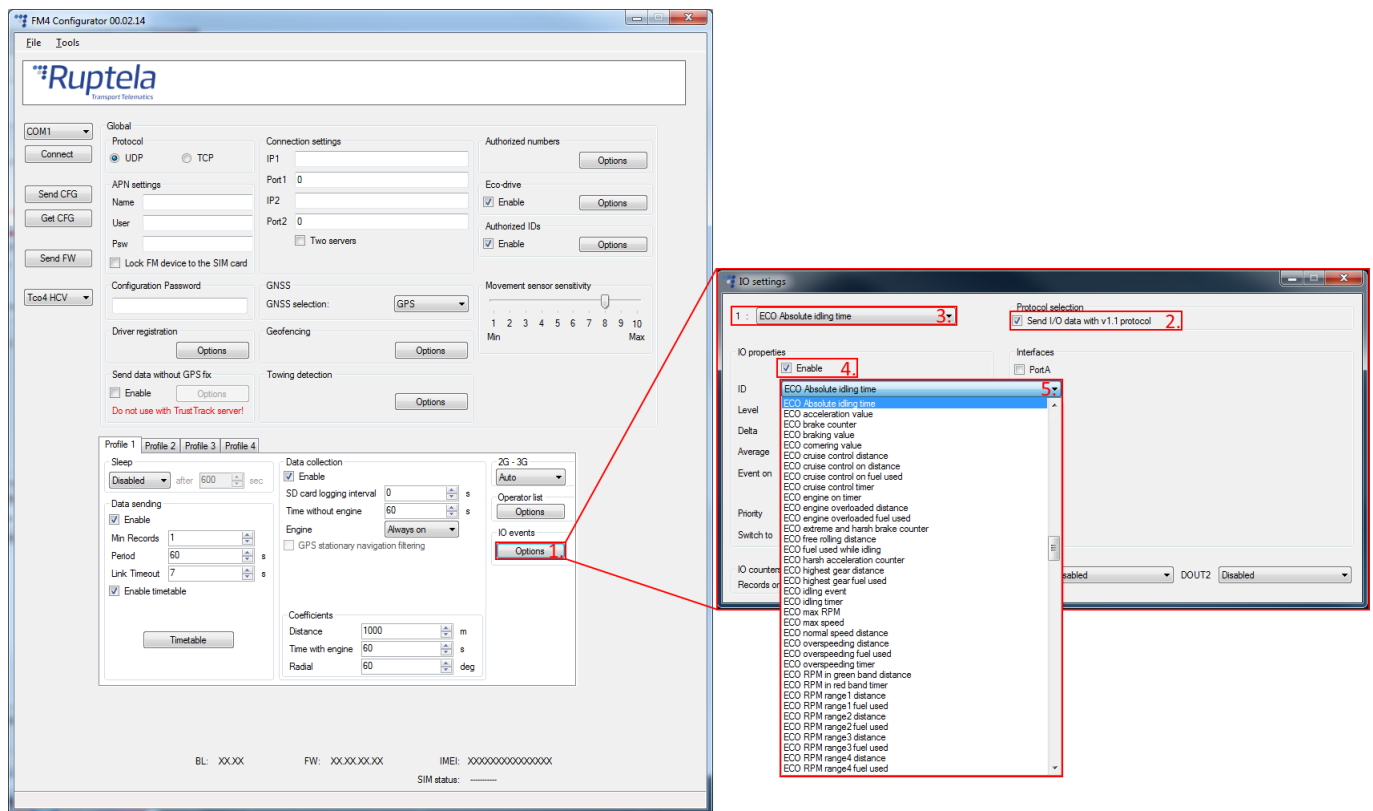 FM4 Configurator 00.02.14
File Tools
Ruptela
Transport Telematics
COM1
Connect
Send CFG
Get CFG
Send FW
Tco4 HCV
Global
Protocol
UDP TCP
APN settings
Name
User
Psw
Lock FM device to the SIM card
Configuration Password
Driver registration
Options
Send data without GPS fix
Enable Options
Do not use with TrustTrack server!
Connection settings
IP1
Port1 0
IP2
Port2 0
Two servers
GNSS
GNSS selection: GPS
Geofencing
Options
Towing detection
Options
Authorized numbers
Options
Eco-drive
Enable Options
Authorized IDs
Enable Options
Movement sensor sensitivity
1 2 3 4 5 6 7 8 9 10
Min Max
Profile 1 Profile 2 Profile 3 Profile 4
Sleep
Disabled after 600 sec
Data sending
Enable
Min Records 1
Period 60 s
Link Timeout 7 s
Enable timetable
Timetable
Data collection
Enable
SD card logging interval 0 s
Time without engine 60 s
Engine Always on
GPS stationary navigation filtering
Coefficients
Distance 1000 m
Time with engine 60 s
Radial 60 deg
2G - 3G
Auto
Operator list
Options
IO events
Options 1.
BL: XX.XX FW: XX.XX.XX.XX IMEI: XXXXXXXXXXXXXXX
SIM status: ----------
IO settings
1 : ECO Absolute idling time 3.
Protocol selection
Send I/O data with v1.1 protocol 2.
IO properties
Enable 4.
Interfaces
PortA
ID ECO Absolute idling time 5.
Level
Delta
Average
Event on
Priority
Switch to
ECO Absolute idling time
ECO acceleration value
ECO brake counter
ECO braking value
ECO cornering value
ECO cruise control distance
ECO cruise control on distance
ECO cruise control on fuel used
ECO cruise control timer
ECO engine on timer
ECO engine overloaded distance
ECO engine overloaded fuel used
ECO extreme and harsh brake counter
ECO free rolling distance
ECO fuel used while idling
ECO harsh acceleration counter
ECO highest gear distance
ECO highest gear fuel used
ECO idling event
ECO idling timer
ECO max RPM
ECO max speed
ECO normal speed distance
ECO overspeeding distance
ECO overspeeding fuel used
ECO overspeeding timer
ECO RPM in green band distance
ECO RPM in red band timer
ECO RPM range1 distance
ECO RPM range1 fuel used
ECO RPM range2 distance
ECO RPM range2 fuel used
ECO RPM range3 distance
ECO RPM range3 fuel used
ECO RPM range4 distance
ECO RPM range4 fuel used
IO counters
Records on
sabled DOUT2 Disabled